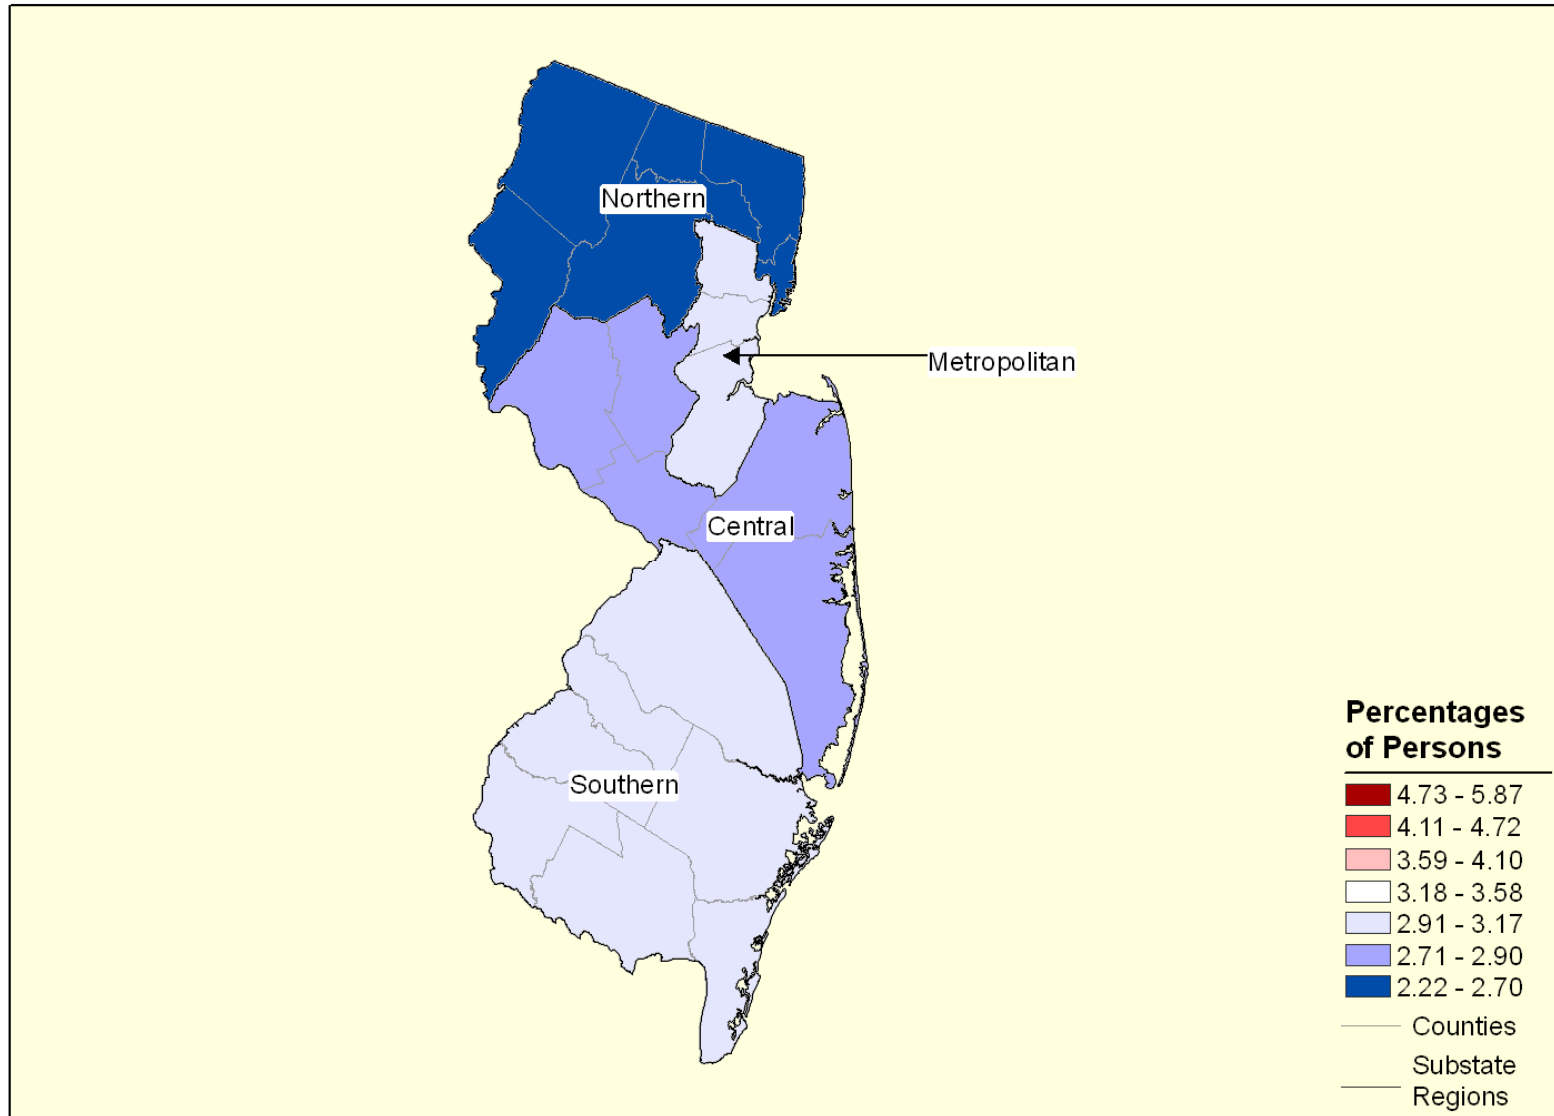 Northern
Metropolitan
Central
Southern
Percentages
of Persons
4.73 - 5.87
4.11 - 4.72
3.59 - 4.10
3.18 - 3.58
2.91 - 3.17
2.71 - 2.90
2.22 - 2.70
Counties
Substate
Regions